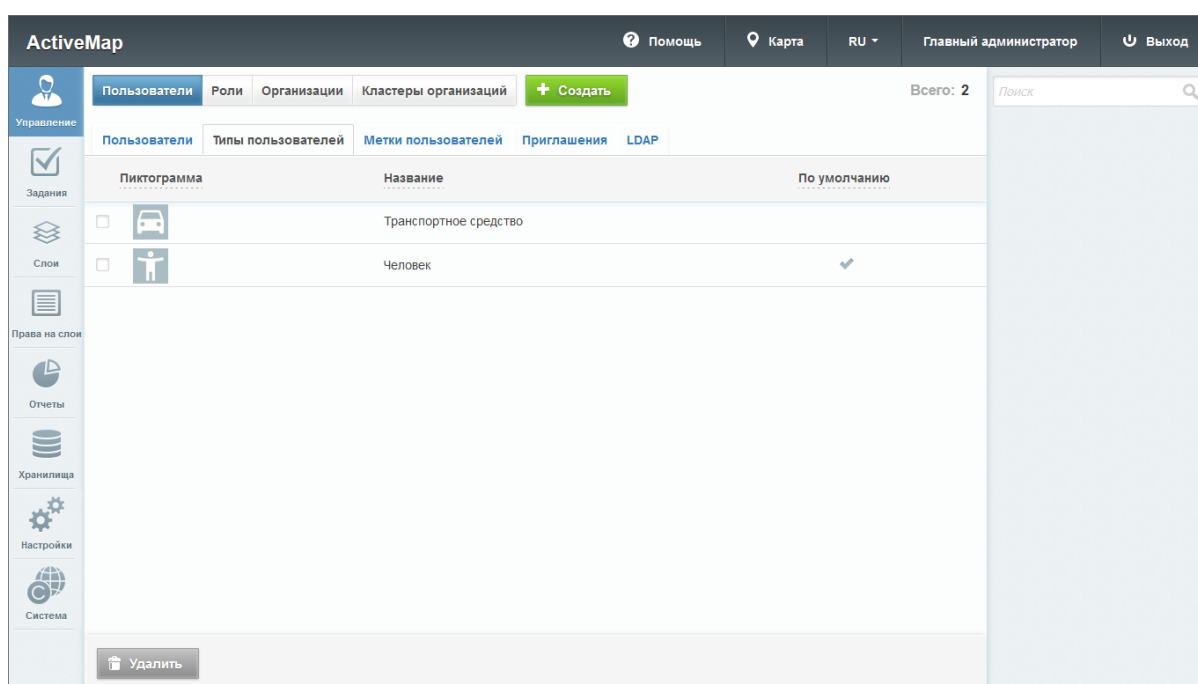 ActiveMap
Помощь
Карта
RU
Главный администратор
Выход
Управление
Задания
Слои
Права на слои
Отчеты
Хранилища
Настройки
Система
Пользователи Роли Организации Кластеры организаций + Создать Всего: 2
Поиск
Пользователи Типы пользователей Метки пользователей Приглашения LDAP
Пиктограмма Название По умолчанию
Транспортное средство
Человек
Удалить